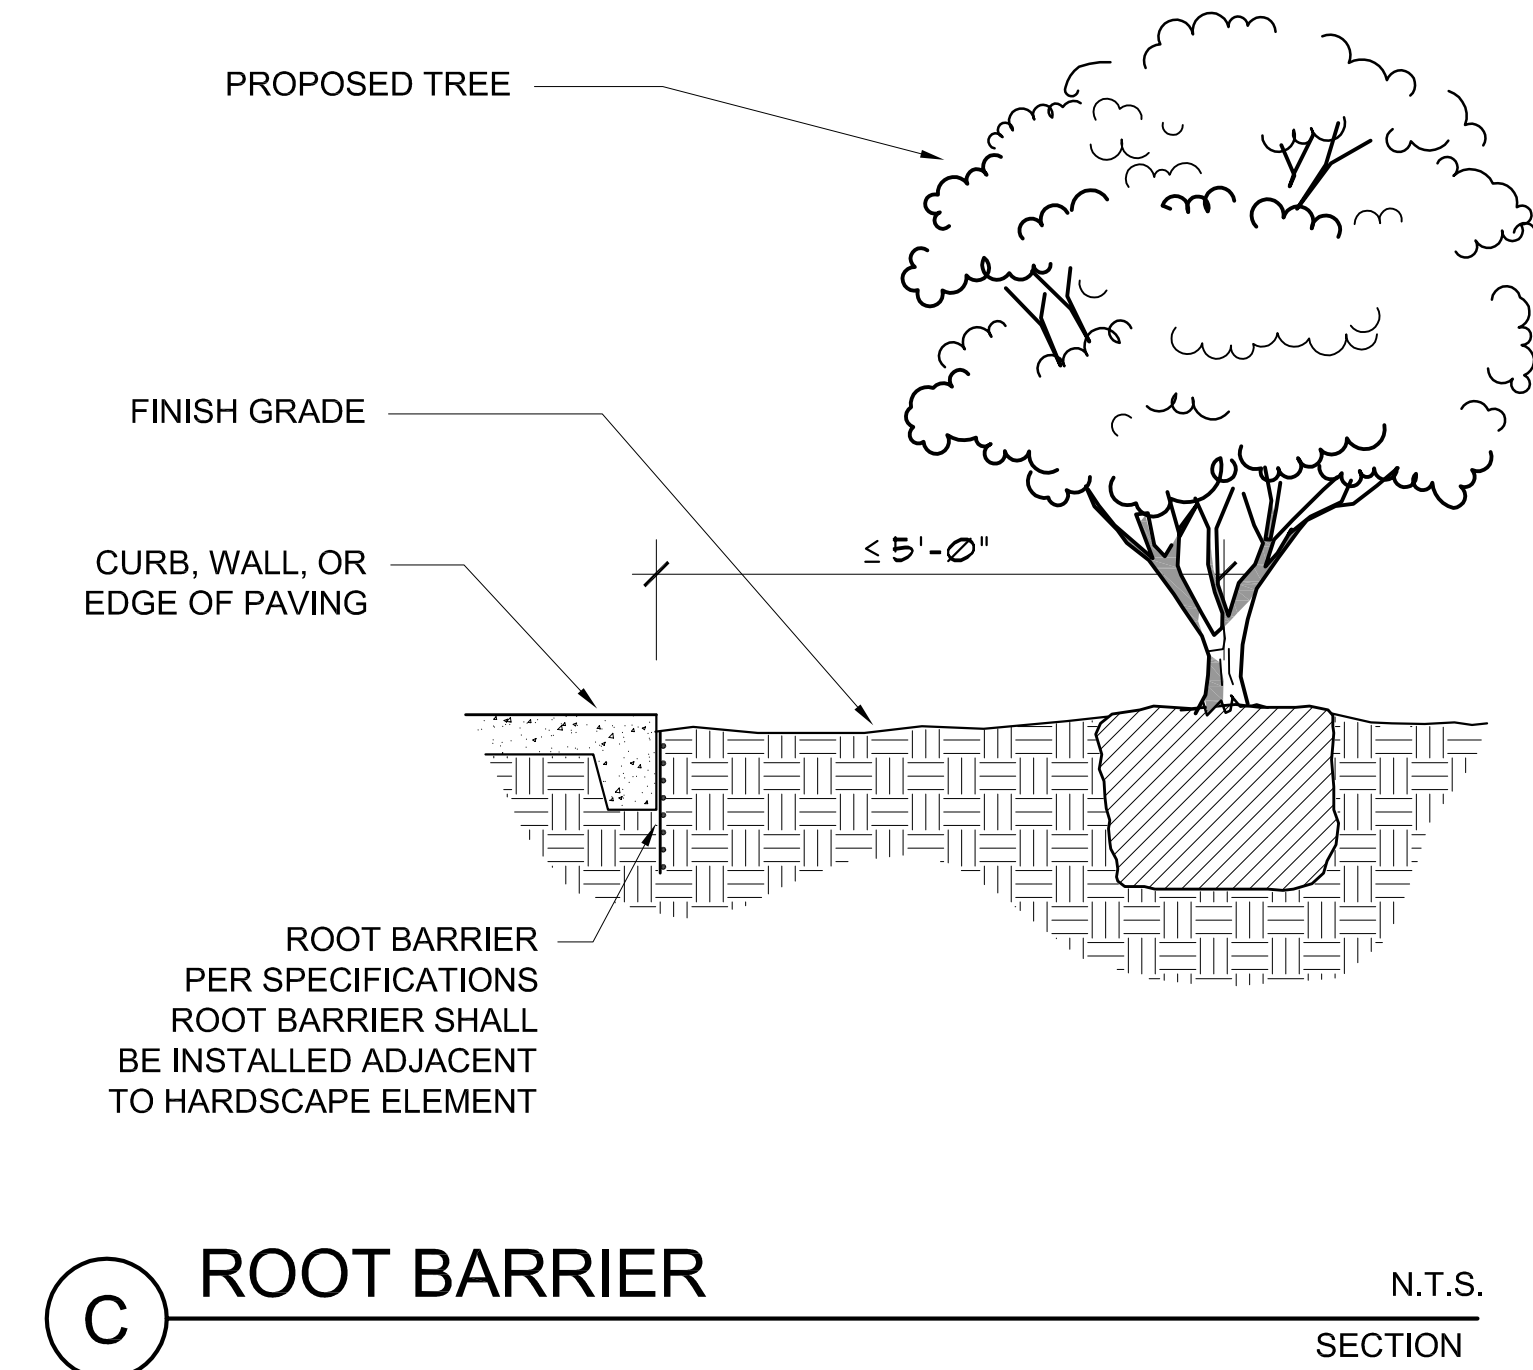 PROPOSED TREE
FINISH GRADE
CURB, WALL, OR
EDGE OF PAVING
≤ 5'-0"
ROOT BARRIER
PER SPECIFICATIONS
ROOT BARRIER SHALL
BE INSTALLED ADJACENT
TO HARDSCAPE ELEMENT
C
ROOT BARRIER
N.T.S.
SECTION